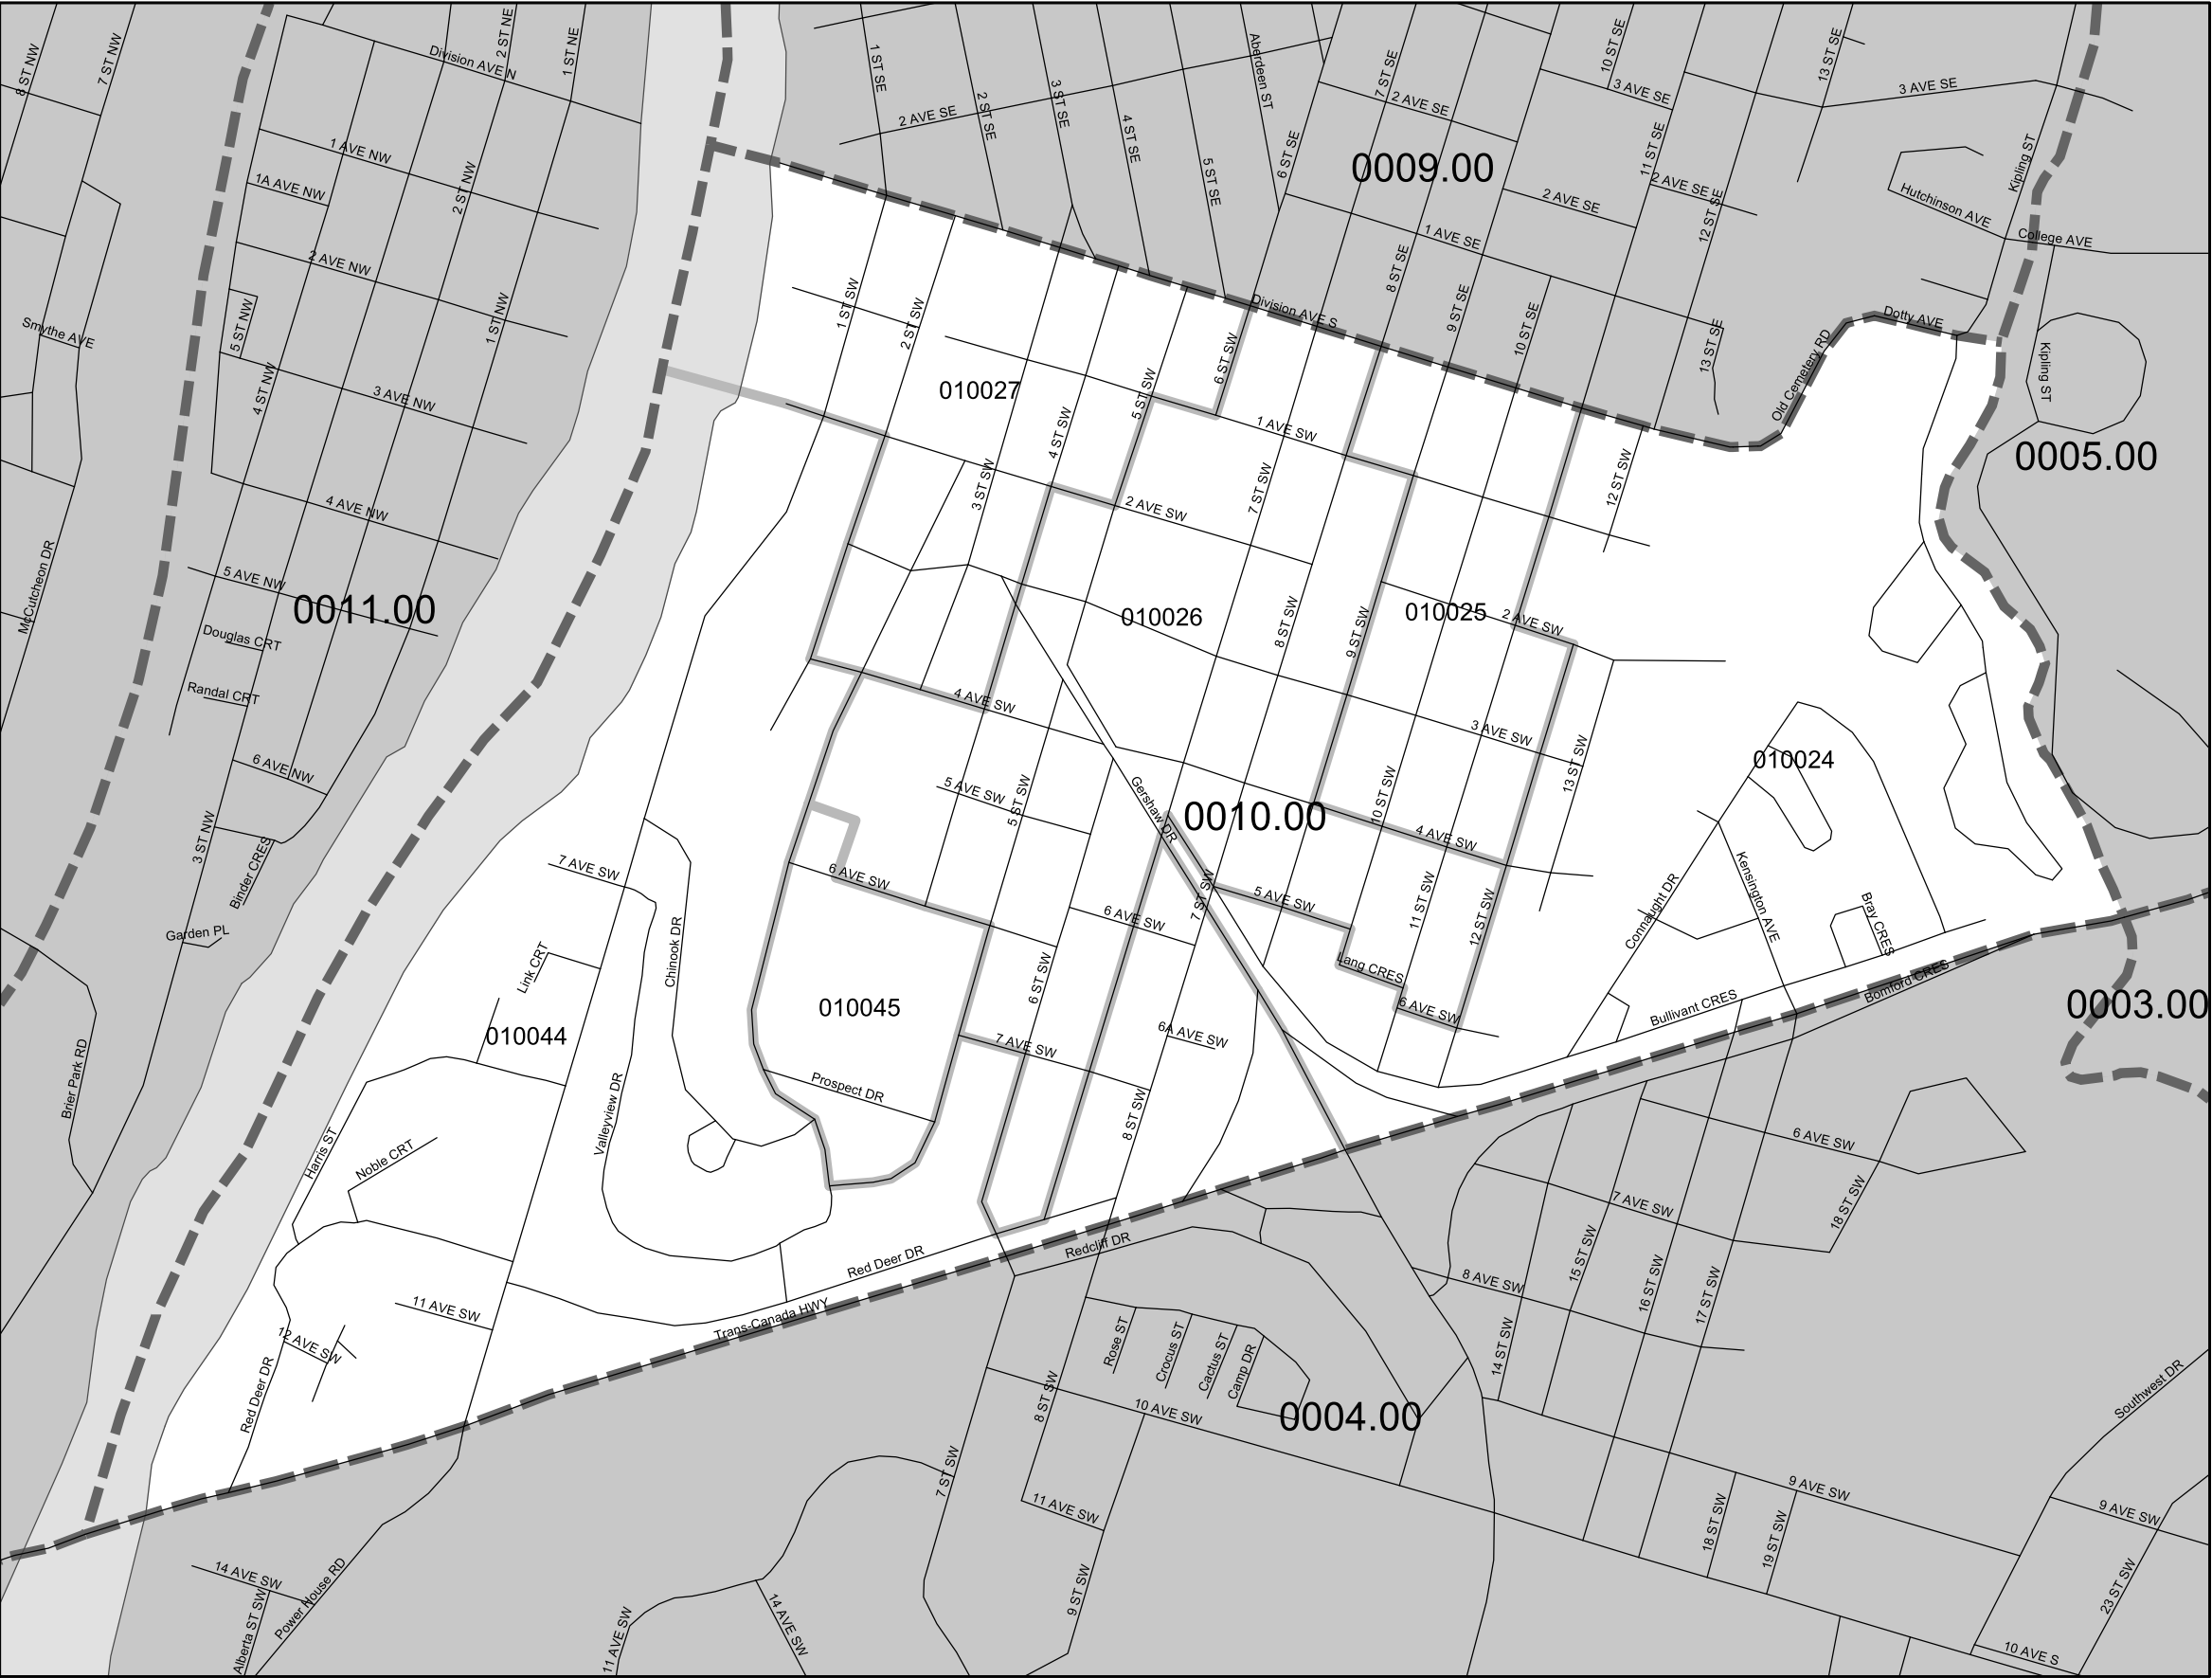 8 ST NW
7 ST NW
Division AVE N
2 ST NE
1 ST NE
1 ST SE
2 AVE SE
2 ST SE
3 ST SE
4 ST SE
5 ST SE
Aberdeen ST
6 ST SE
7 ST SE
2 AVE SE
10 ST SE
3 AVE SE
13 ST SE
3 AVE SE
11 ST SE
0009.00
2 AVE SE
2 AVE SE
12 ST SE
Kipling ST
Hutchinson AVE
College AVE
1 AVE NW
1A AVE NW
2 ST NW
2 AVE NW
5 ST NW
1 ST NW
Smythe AVE
4 ST NW
3 AVE NW
4 AVE NW
McCutcheon DR
5 AVE NW
0011.00
Douglas CRT
Randal CRT
6 AVE NW
3 ST NW
Binder CRES
Garden PL
Brier Park RD
1 AVE SE
8 ST SE
9 ST SE
10 ST SE
13 ST SE
Division AVE S
Old Cemetery RD
Dotty AVE
Kipling ST
0005.00
1 ST SW
2 ST SW
010027
3 ST SW
4 ST SW
5 ST SW
6 ST SW
1 AVE SW
7 ST SW
12 ST SW
2 AVE SW
010026
8 ST SW
9 ST SW
010025
2 AVE SW
4 AVE SW
3 AVE SW
13 ST SW
010024
5 AVE SW
5 ST SW
Gershaw DR
0010.00
10 ST SW
4 AVE SW
7 AVE SW
6 AVE SW
7 ST SW
5 AVE SW
11 ST SW
12 ST SW
Connaught DR
Kensington AVE
Bray CRES
6 AVE SW
Link CRT
Chinook DR
6 ST SW
Lang CRES
6 AVE SW
Bullivant CRES
Bomford CRES
0003.00
010044
010045
7 AVE SW
6A AVE SW
Prospect DR
Valleyview DR
8 ST SW
Harris ST
Noble CRT
6 AVE SW
7 AVE SW
18 ST SW
Red Deer DR
Redcliff DR
15 ST SW
16 ST SW
17 ST SW
8 AVE SW
11 AVE SW
12 AVE SW
Trans-Canada HWY
Rose ST
Crocus ST
Cactus ST
Camp DR
14 ST SW
Red Deer DR
8 ST SW
10 AVE SW
0004.00
Southwest DR
7 ST SW
11 AVE SW
9 AVE SW
9 AVE SW
18 ST SW
19 ST SW
14 AVE SW
Alberta ST SW
Power House RD
11 AVE SW
14 AVE SW
9 ST SW
23 ST SW
10 AVE S